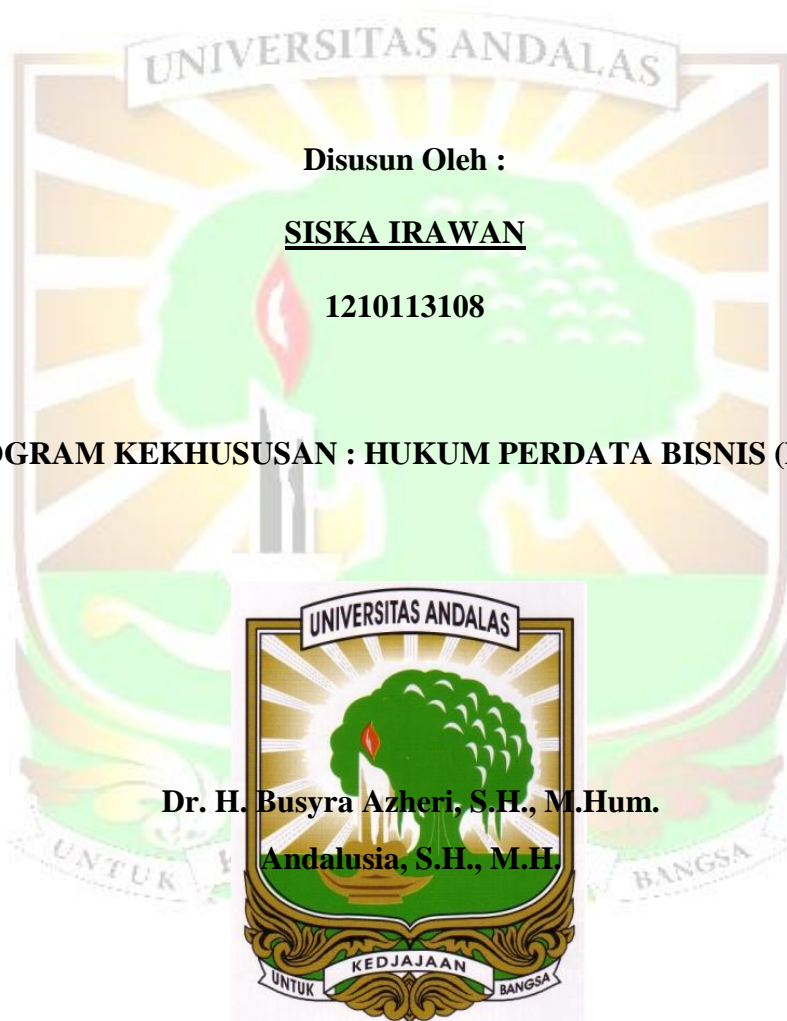 UNIVERSITAS ANDALAS
Disusun Oleh :
SISKA IRAWAN
1210113108
OGRAM KEKHUSUSAN : HUKUM PERDATA BISNIS (
UNIVERSITAS ANDALAS
Dr. H. Busyra Azheri, S.H., M.Hum.
Andalusia, S.H., M.H.
UNTUK BANGSA
KEDJAJAAN
UNTUK BANGSA